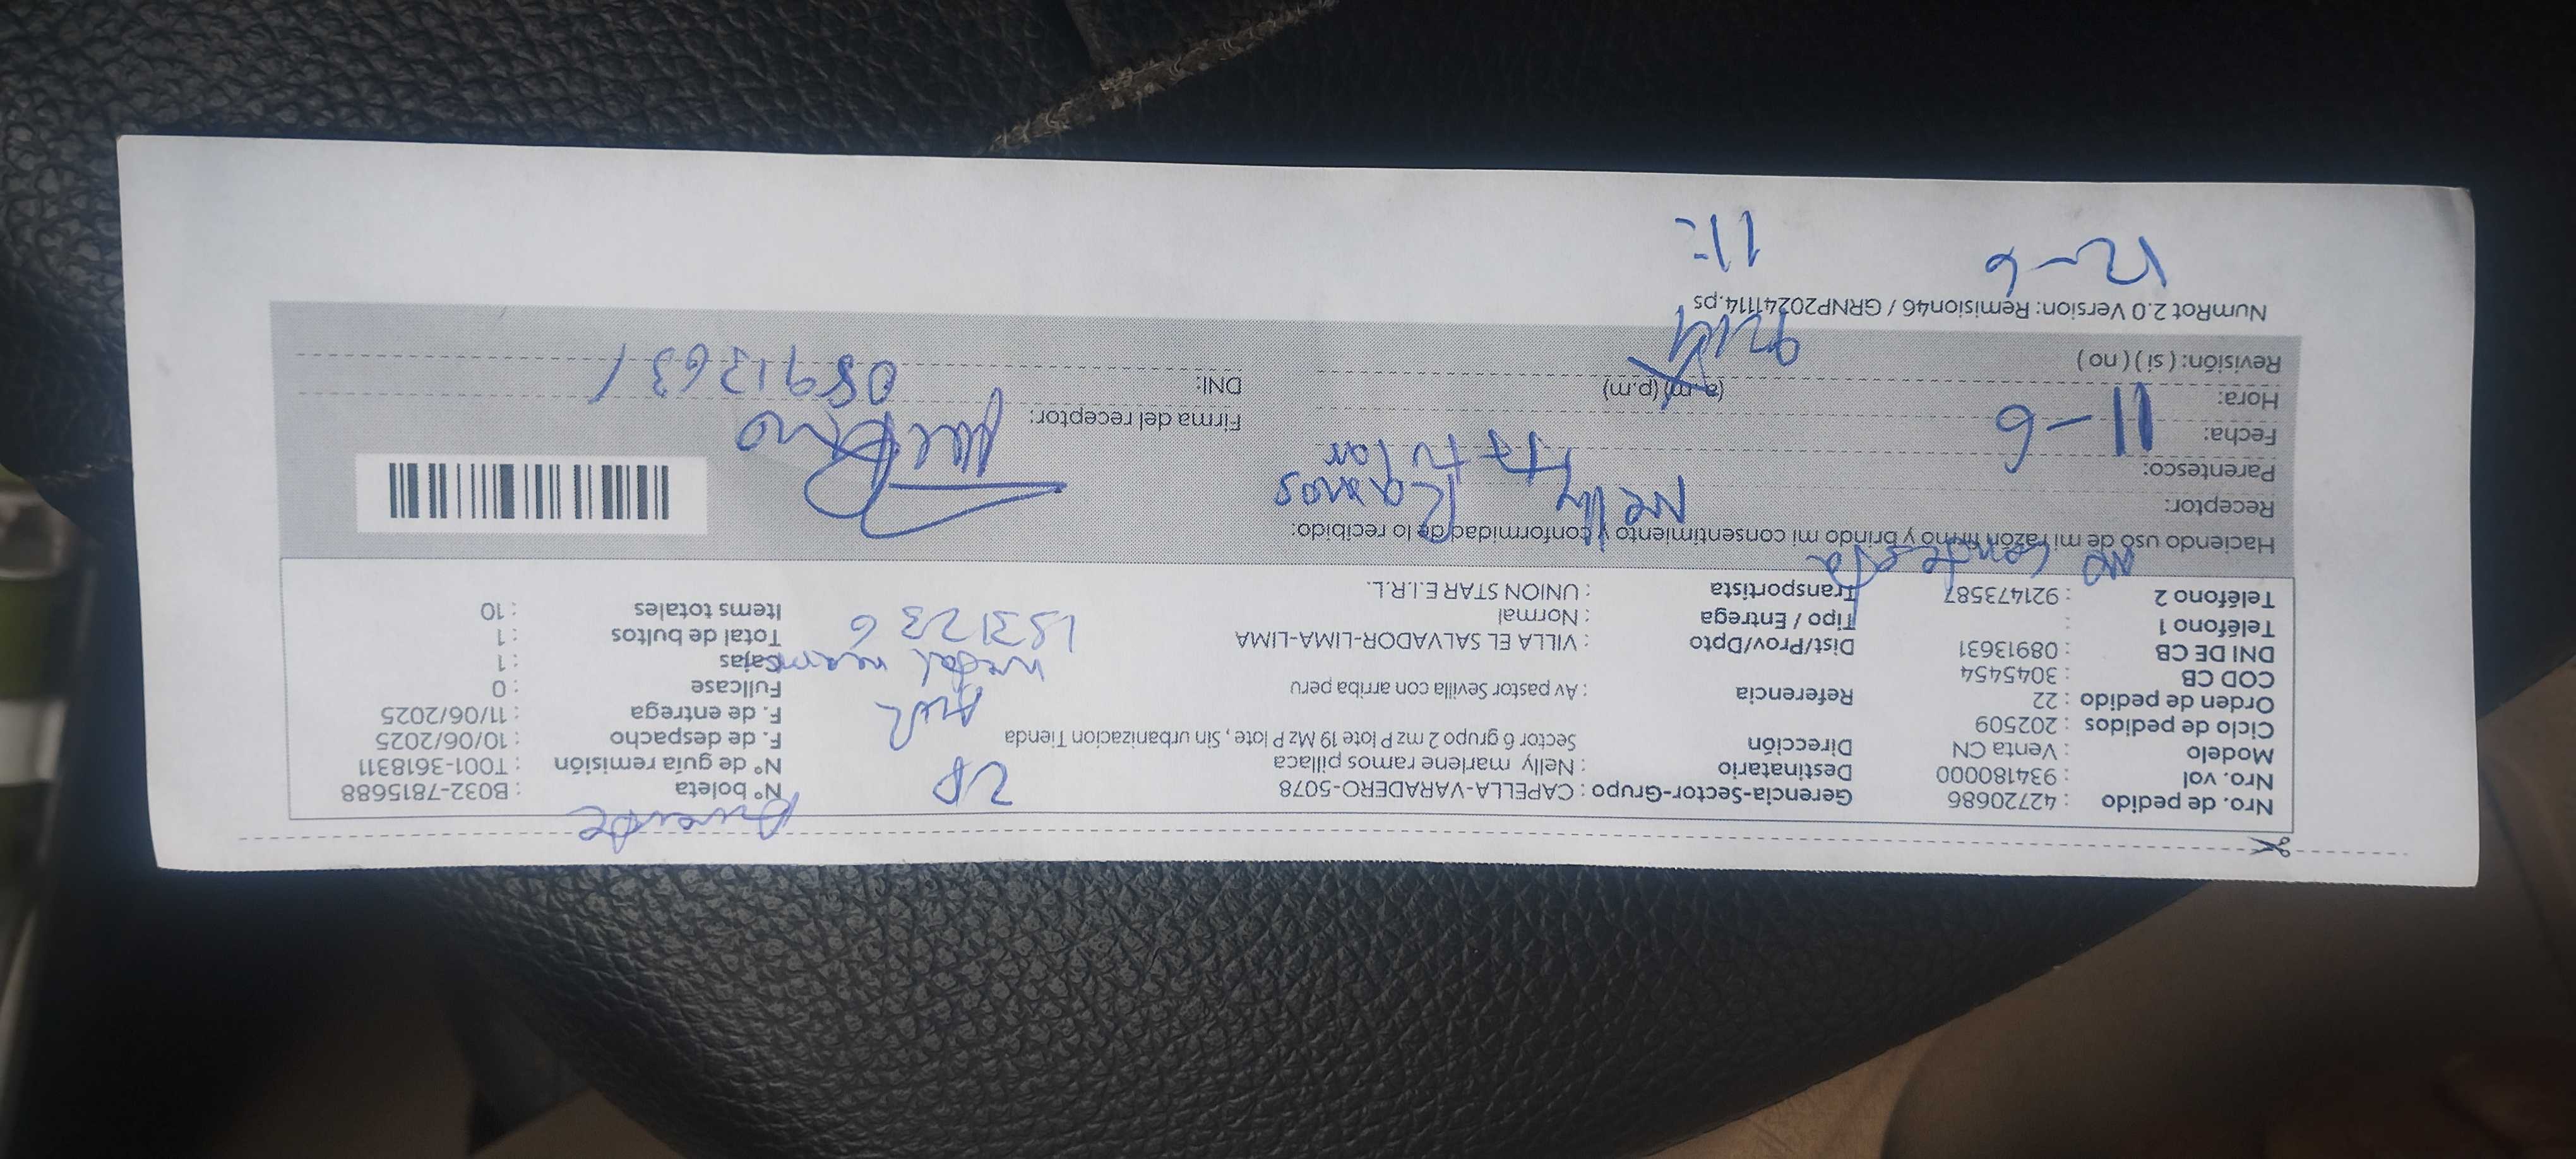 Nro. de pedido : 42720686 Gerencia-Sector-Grupo : CAPELLA-VARADERO-5078 2P N° boleta : B032-7815688
Nro. vol : 934180000 Destinatario : Nelly marlene ramos pillaca N° de guía remisión : T001-3618311
Modelo : Venta CN Dirección Sector 6 grupo 2 mz P lote 19 Mz P lote , Sin urbanizacion Tienda F. de despacho : 10/06/2025
Ciclo de pedidos : 202509 F. de entrega : 11/06/2025
Orden de pedido : 22 Referencia : Av pastor Sevilla con arriba peru Fullcase : 0
COD CB : 3045454 Cajas : 1
DNI DE CB : 08913631 Dist/Prov/Dpto : VILLA EL SALVADOR-LIMA-LIMA Total de bultos : 1
Teléfono 1 : Tipo / Entrega : Normal 153123 6 Items totales : 10
Teléfono 2 : 921473587 Transportista : UNION STAR E.I.R.L.
no contesta
Haciendo uso de mi razón firmo y brindo mi consentimiento y conformidad de lo recibido:
Receptor: Nelly Ramos
Parentesco: Titular
Fecha: 11-6 Firma del receptor:
Hora: (a.m) (p.m) DNI: 08913631
Revisión: ( si ) ( no )
NumRot 2.0 Version: Remision46 / GRNP20241114.ps
12-6 11: